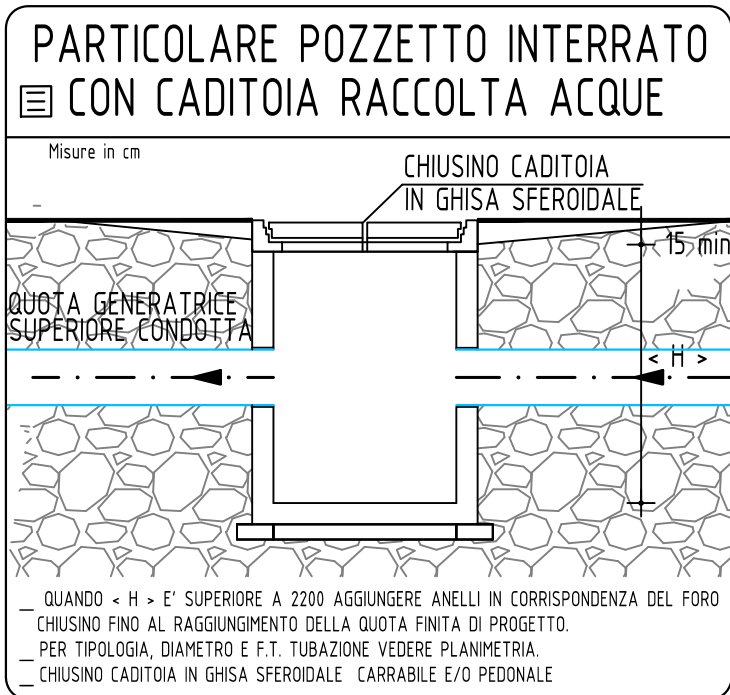 PARTICOLARE POZZETTO INTERRATO
CON CADITOIA RACCOLTA ACQUE
Misure in cm
CHIUSINO CADITOIA
IN GHISA SFEROIDALE
15 min
QUOTA GENERATRICE
SUPERIORE CONDOTTA
< H >
_ QUANDO < H > E' SUPERIORE A 2200 AGGIUNGERE ANELLI IN CORRISPONDENZA DEL FORO
CHIUSINO FINO AL RAGGIUNGIMENTO DELLA QUOTA FINITA DI PROGETTO.
_ PER TIPOLOGIA, DIAMETRO E F.T. TUBAZIONE VEDERE PLANIMETRIA.
_ CHIUSINO CADITOIA IN GHISA SFEROIDALE CARRABILE E/O PEDONALE